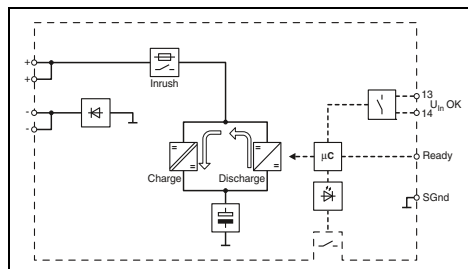 +
+
Inrush
-
-
13
U_In OK
14
Charge
Discharge
µC
Ready
SGnd